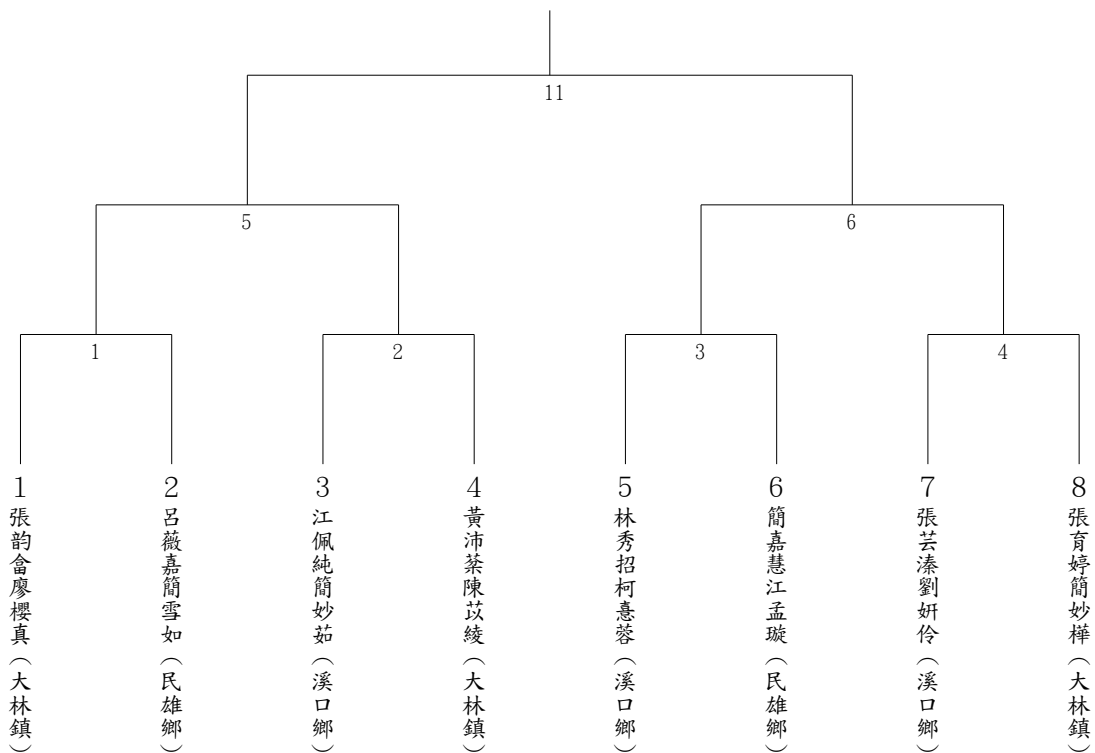 11
5
6
1
2
3
4
1
張韵畬廖櫻真（大林鎮）
2
呂薇嘉簡雪如（民雄鄉）
3
江佩純簡妙茹（溪口鄉）
4
黃沛棻陳苡綾（大林鎮）
5
林秀招柯憙蓉（溪口鄉）
6
簡嘉慧江孟璇（民雄鄉）
7
張芸溱劉妍伶（溪口鄉）
8
張育婷簡妙樺（大林鎮）